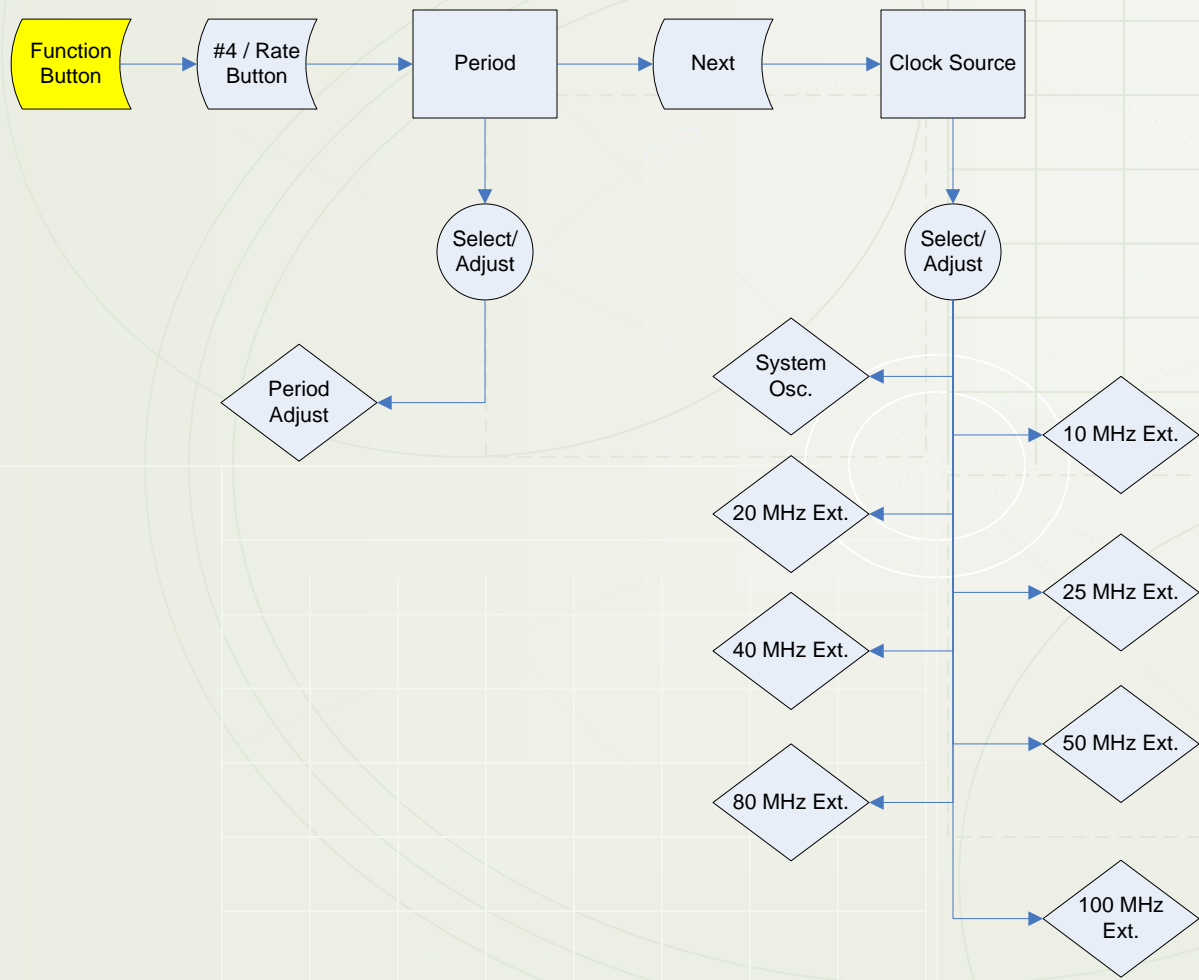 Function
Button
#4 / Rate
Button
Period
Next
Clock Source
Select/
Adjust
Select/
Adjust
Period
Adjust
System
Osc.
10 MHz Ext.
20 MHz Ext.
25 MHz Ext.
40 MHz Ext.
50 MHz Ext.
80 MHz Ext.
100 MHz
Ext.